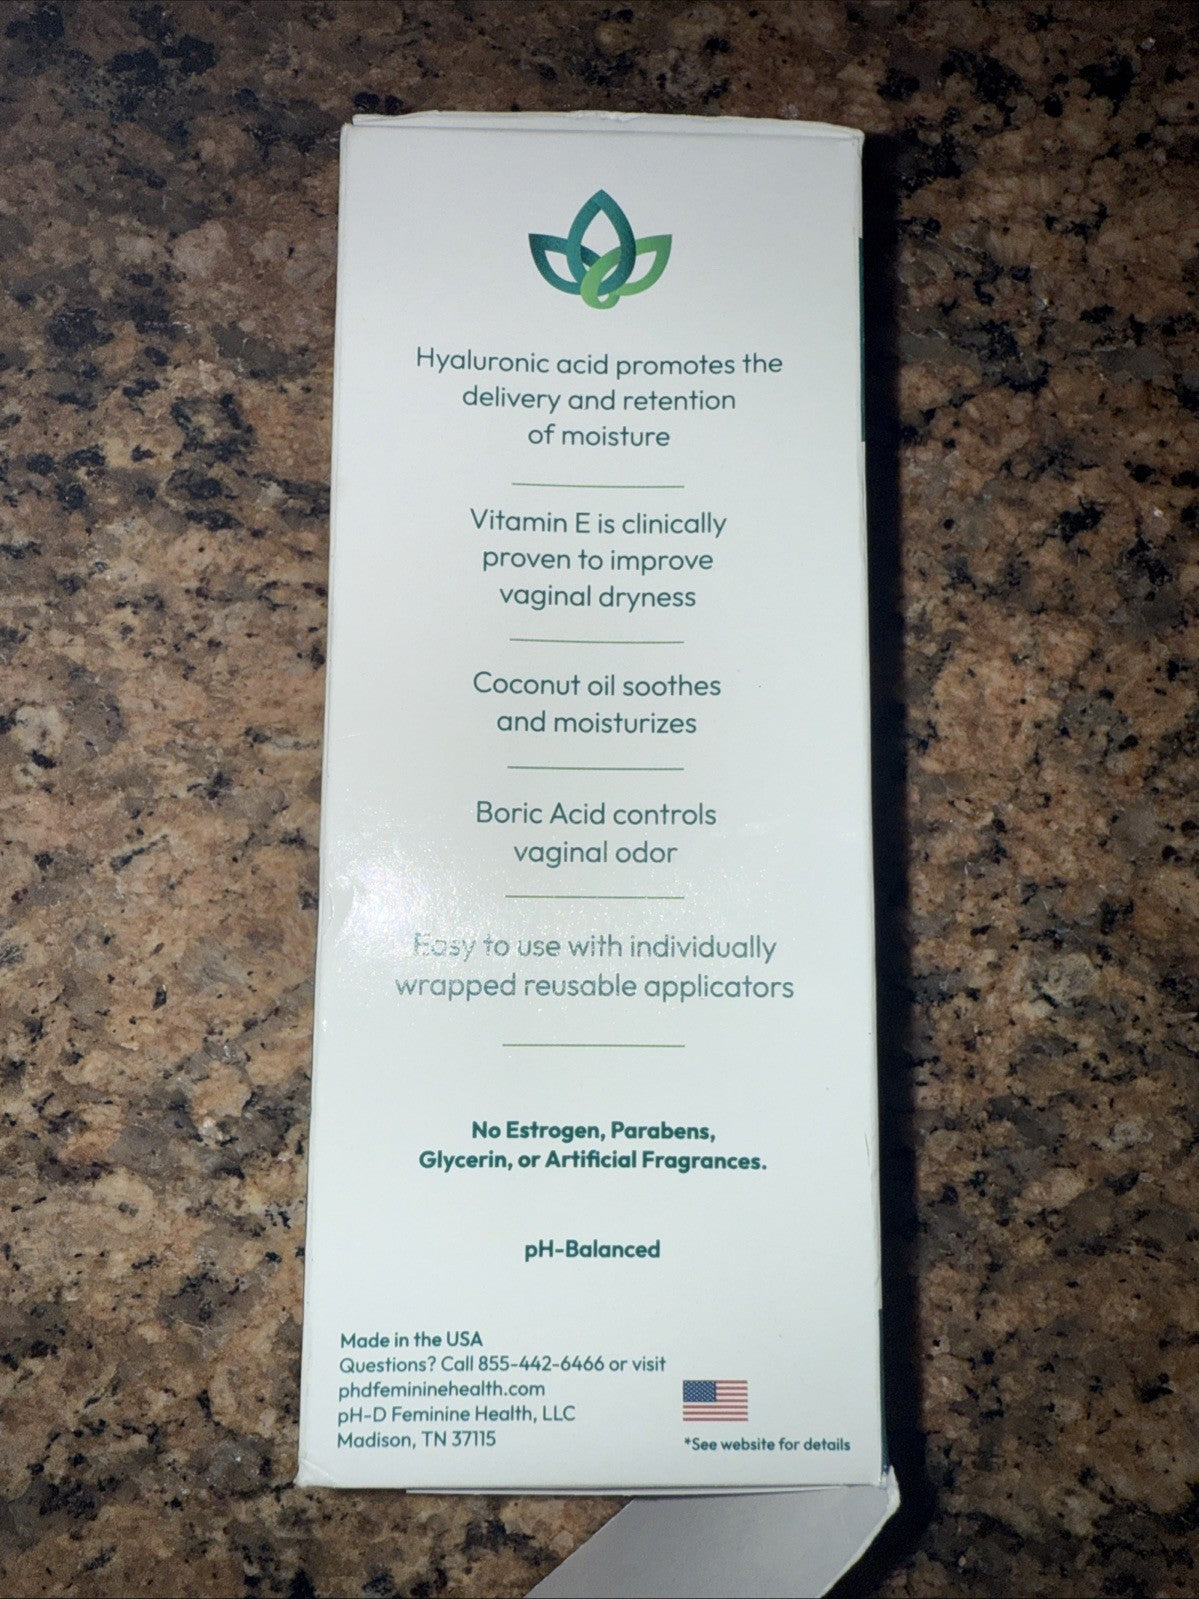 Hyaluronic acid promotes the
delivery and retention
of moisture
Vitamin E is clinically
proven to improve
vaginal dryness
Coconut oil soothes
and moisturizes
Boric Acid controls
vaginal odor
Easy to use with individually
wrapped reusable applicators
No Estrogen, Parabens,
Glycerin, or Artificial Fragrances.
pH-Balanced
Made in the USA
Questions? Call 855-442-6466 or visit
phdfemininehealth.com
pH-D Feminine Health, LLC
Madison, TN 37115
*See website for details